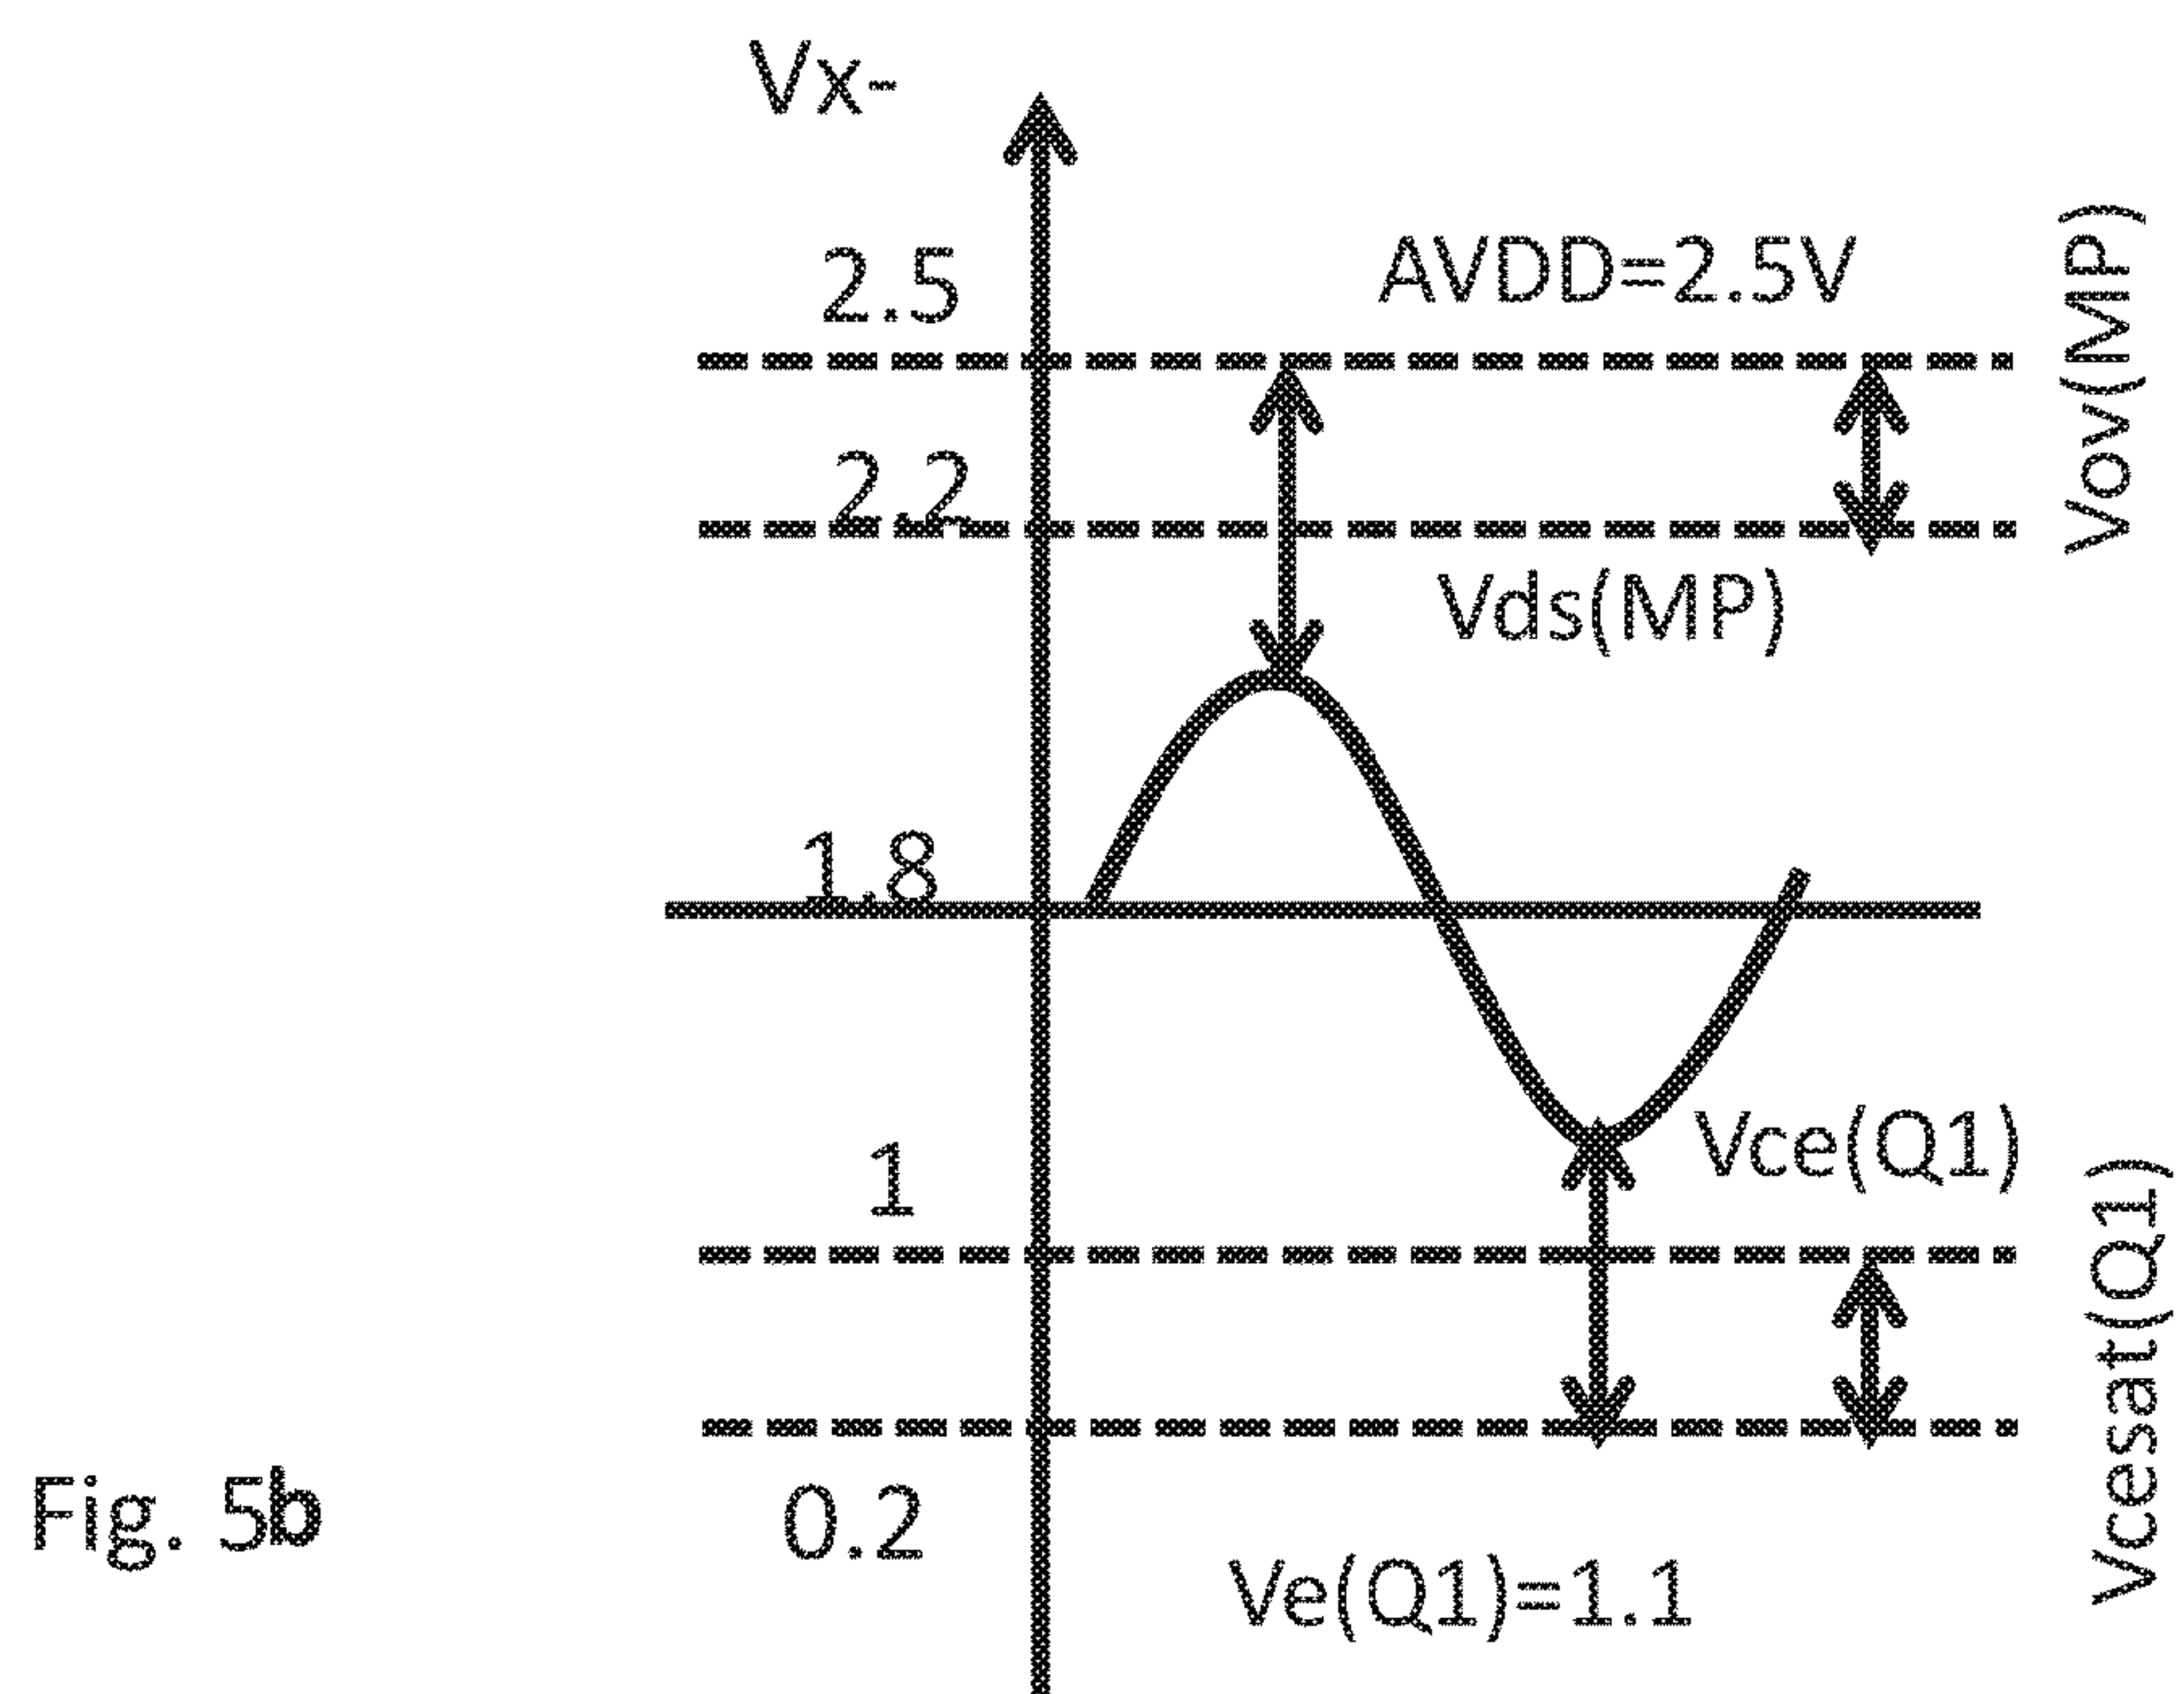 Vx-
2.5
AVDD=2.5V
Vov(MP)
2.2
Vds(MP)
1.8
1
Vce(Q1)
Vcesat(Q1)
0.2
Ve(Q1)=1.1
Fig. 5b